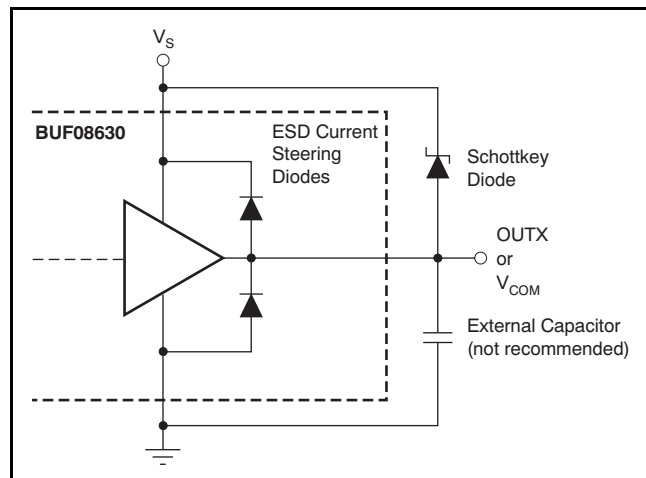 V_S
BUF08630
ESD Current
Steering
Diodes
Schottkey
Diode
OUTX
or
V_COM
External Capacitor
(not recommended)